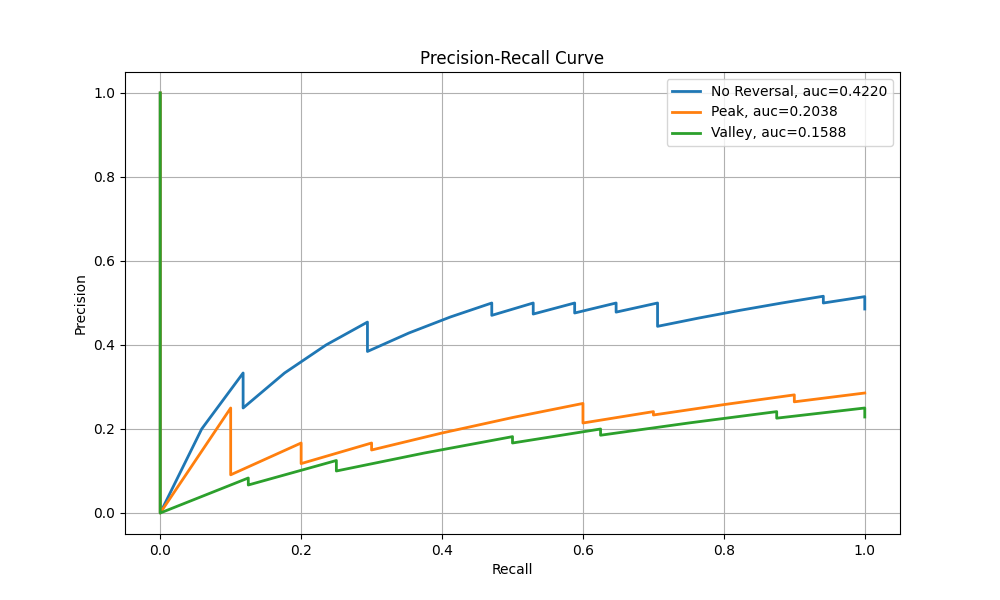 Precision-Recall Curve
No Reversal, auc=0.4220
Peak, auc=0.2038
Valley, auc=0.1588
1.0
0.8
0.6
0.4
0.2
0.0
Precision
0.0 0.2 0.4 0.6 0.8 1.0
Recall